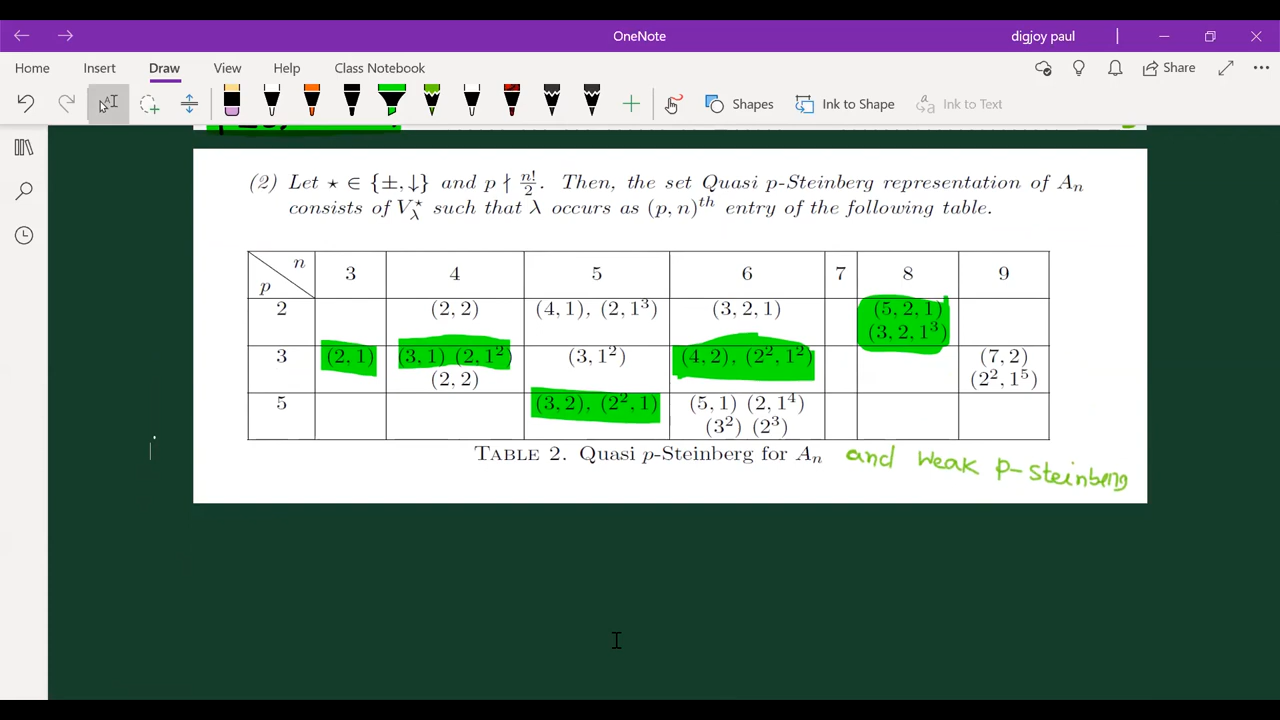 OneNote
digjoy paul
Home Insert Draw View Help Class Notebook Share
Shapes Ink to Shape Ink to Text
(2) Let ⋆ ∈ {±, ↓} and p ∤ n!/2. Then, the set Quasi p-Steinberg representation of Aₙ
consists of V_λ^⋆ such that λ occurs as (p, n)^th entry of the following table.
n 3 4 5 6 7 8 9
p
2 (2, 2) (4, 1), (2, 1³) (3, 2, 1) (5, 2, 1)
(3, 2, 1³)
3 (2, 1) (3, 1) (2, 1²) (3, 1²) (4, 2), (2², 1²) (7, 2)
(2, 2) (2², 1⁵)
5 (3, 2), (2², 1) (5, 1) (2, 1⁴)
(3²) (2³)
TABLE 2. Quasi p-Steinberg for Aₙ and weak p-steinberg